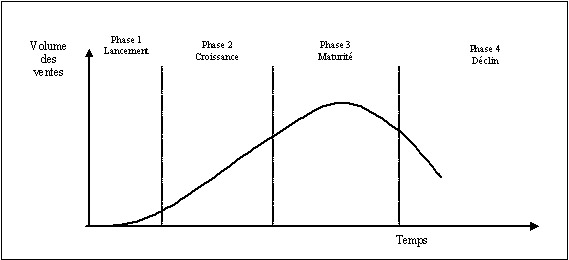 Volume
des
ventes
Phase 1
Lancement
Phase 2
Croissance
Phase 3
Maturité
Phase 4
Déclin
Temps